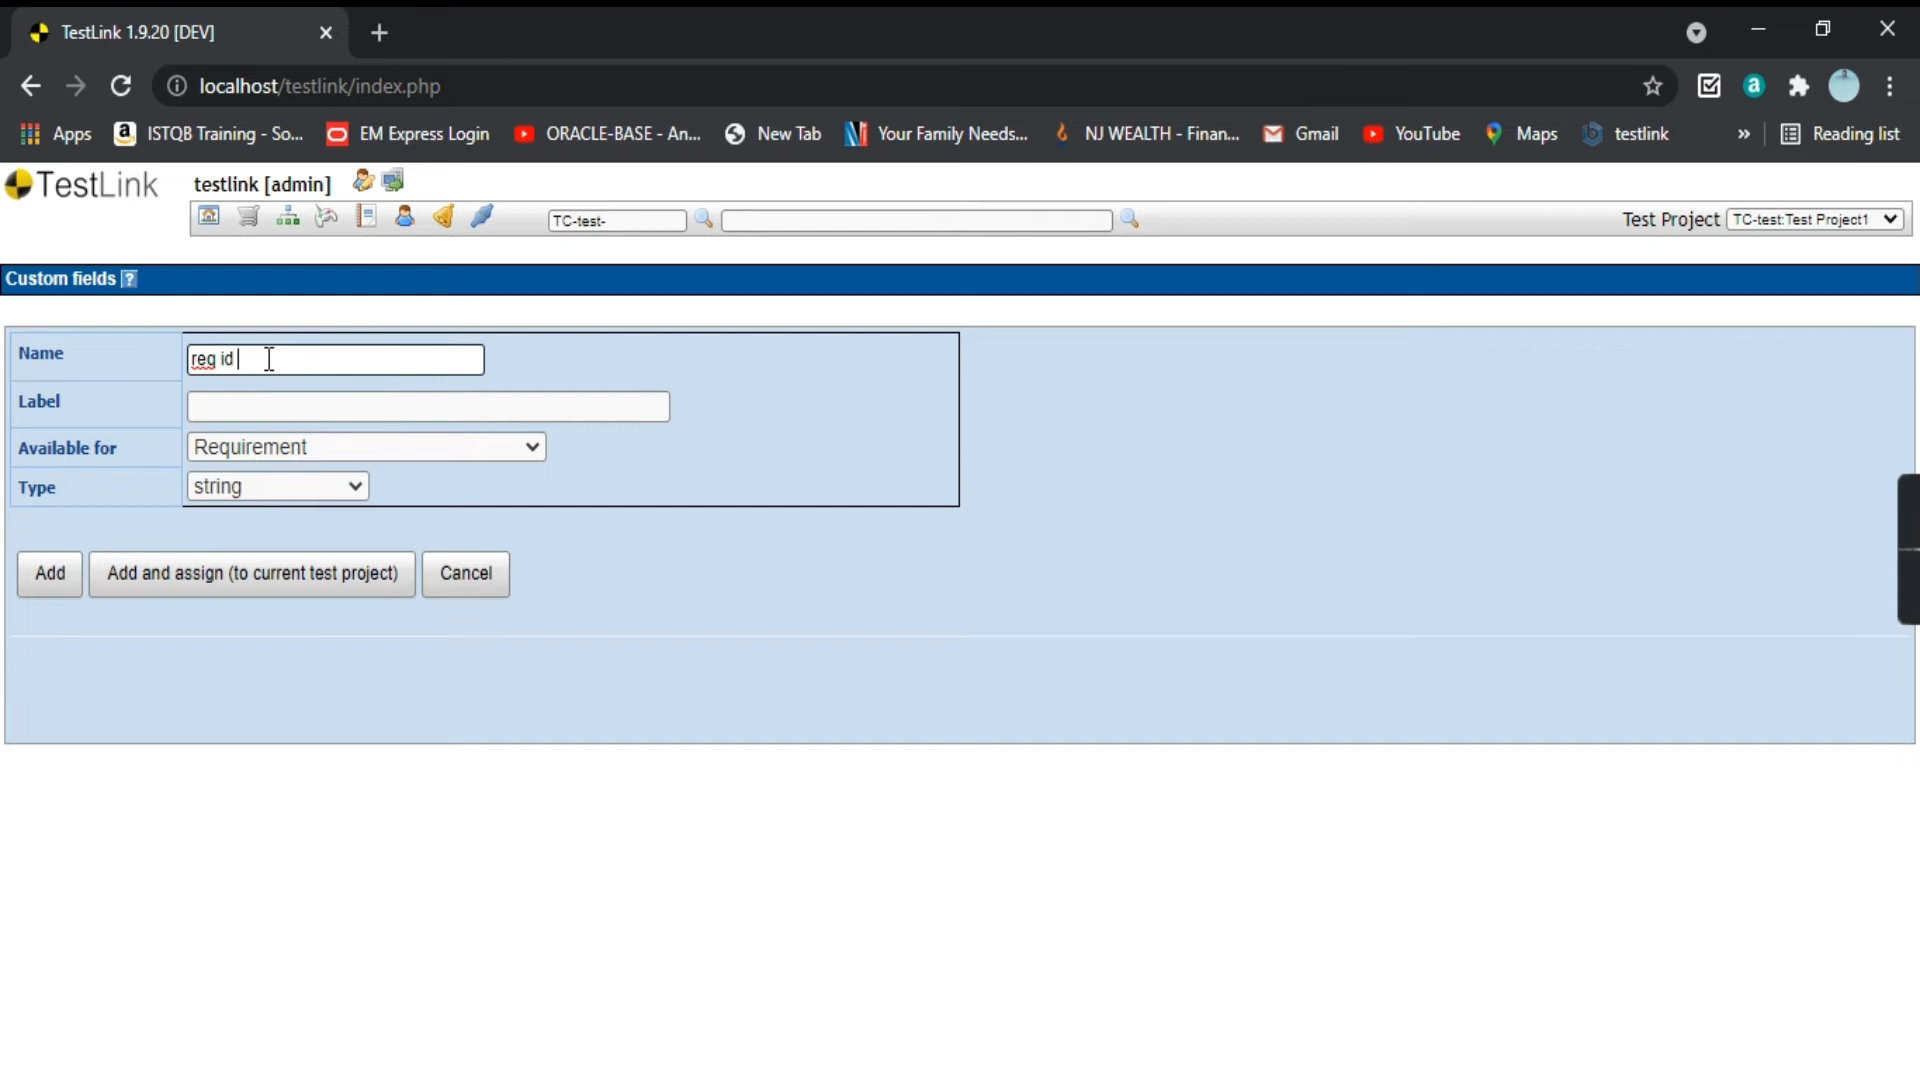 TestLink 1.9.20 [DEV]
localhost/testlink/index.php
Apps ISTQB Training - So... EM Express Login ORACLE-BASE - An... New Tab Your Family Needs... NJ WEALTH - Finan... Gmail YouTube Maps testlink » Reading list
TestLink testlink [admin]
TC-test- Test Project TC-test:Test Project1
Custom fields ?
Name req id
Label
Available for Requirement
Type string
Add Add and assign (to current test project) Cancel